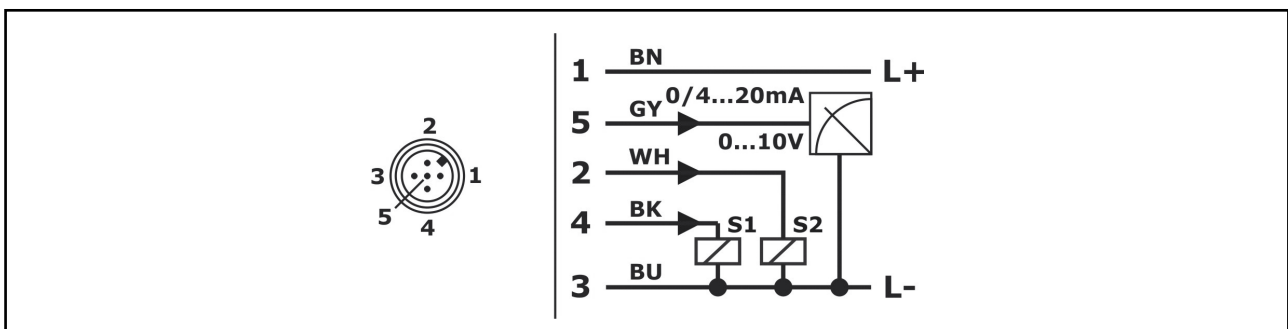 2
3
1
5
4
1 BN L+
5 GY 0/4...20mA
0...10V
2 WH
4 BK S1 S2
3 BU L-